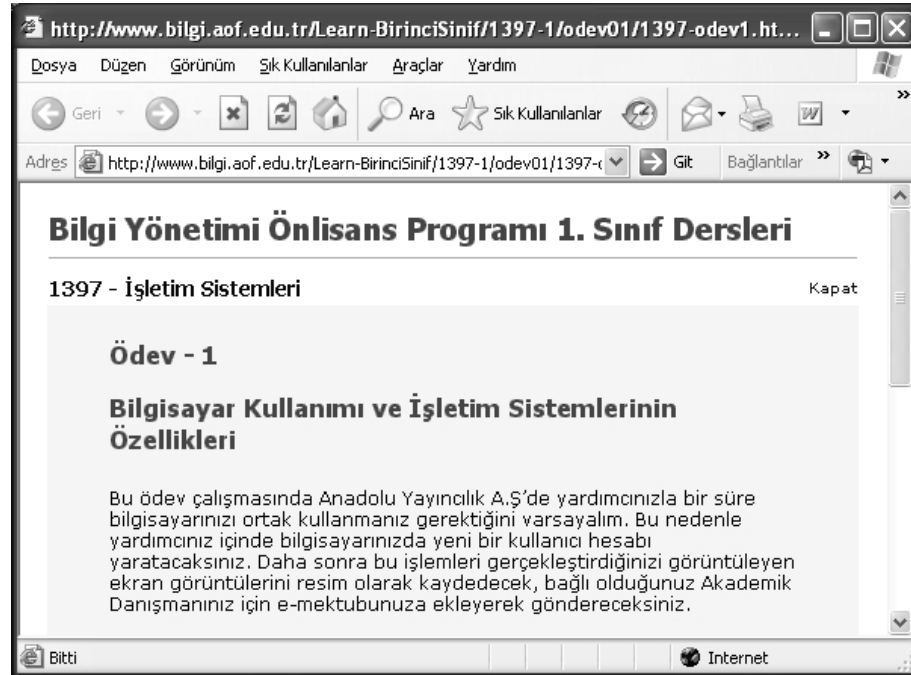 http://www.bilgi.aof.edu.tr/Learn-BirinciSinif/1397-1/odev01/1397-odev1.ht...
Dosya Düzen Görünüm Sık Kullanılanlar Araçlar Yardım
Geri Ara Sık Kullanılanlar W »
Adres http://www.bilgi.aof.edu.tr/Learn-BirinciSinif/1397-1/odev01/1397- Git Bağlantılar »
Bilgi Yönetimi Önlisans Programı 1. Sınıf Dersleri
1397 - İşletim Sistemleri Kapat
Ödev - 1
Bilgisayar Kullanımı ve İşletim Sistemlerinin
Özellikleri
Bu ödev çalışmasında Anadolu Yayıncılık A.Ş'de yardımcınızla bir süre
bilgisayarınızı ortak kullanmanız gerektiğini varsayalım. Bu nedenle
yardımcınız içinde bilgisayarınızda yeni bir kullanıcı hesabı
yaratacaksınız. Daha sonra bu işlemleri gerçekleştirdiğinizi görüntüleyen
ekran görüntülerini resim olarak kaydedecek, bağlı olduğunuz Akademik
Danışmanınız için e-mektubunuza ekleyerek göndereceksiniz.
Bitti Internet